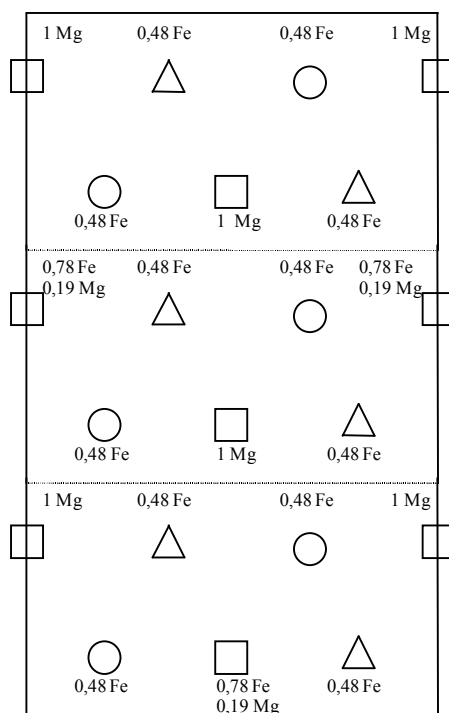 1 Mg 0,48 Fe 0,48 Fe 1 Mg
0,48 Fe 1 Mg 0,48 Fe
0,78 Fe 0,48 Fe 0,48 Fe 0,78 Fe
0,19 Mg 0,19 Mg
0,48 Fe 1 Mg 0,48 Fe
1 Mg 0,48 Fe 0,48 Fe 1 Mg
0,48 Fe 0,78 Fe 0,48 Fe
0,19 Mg